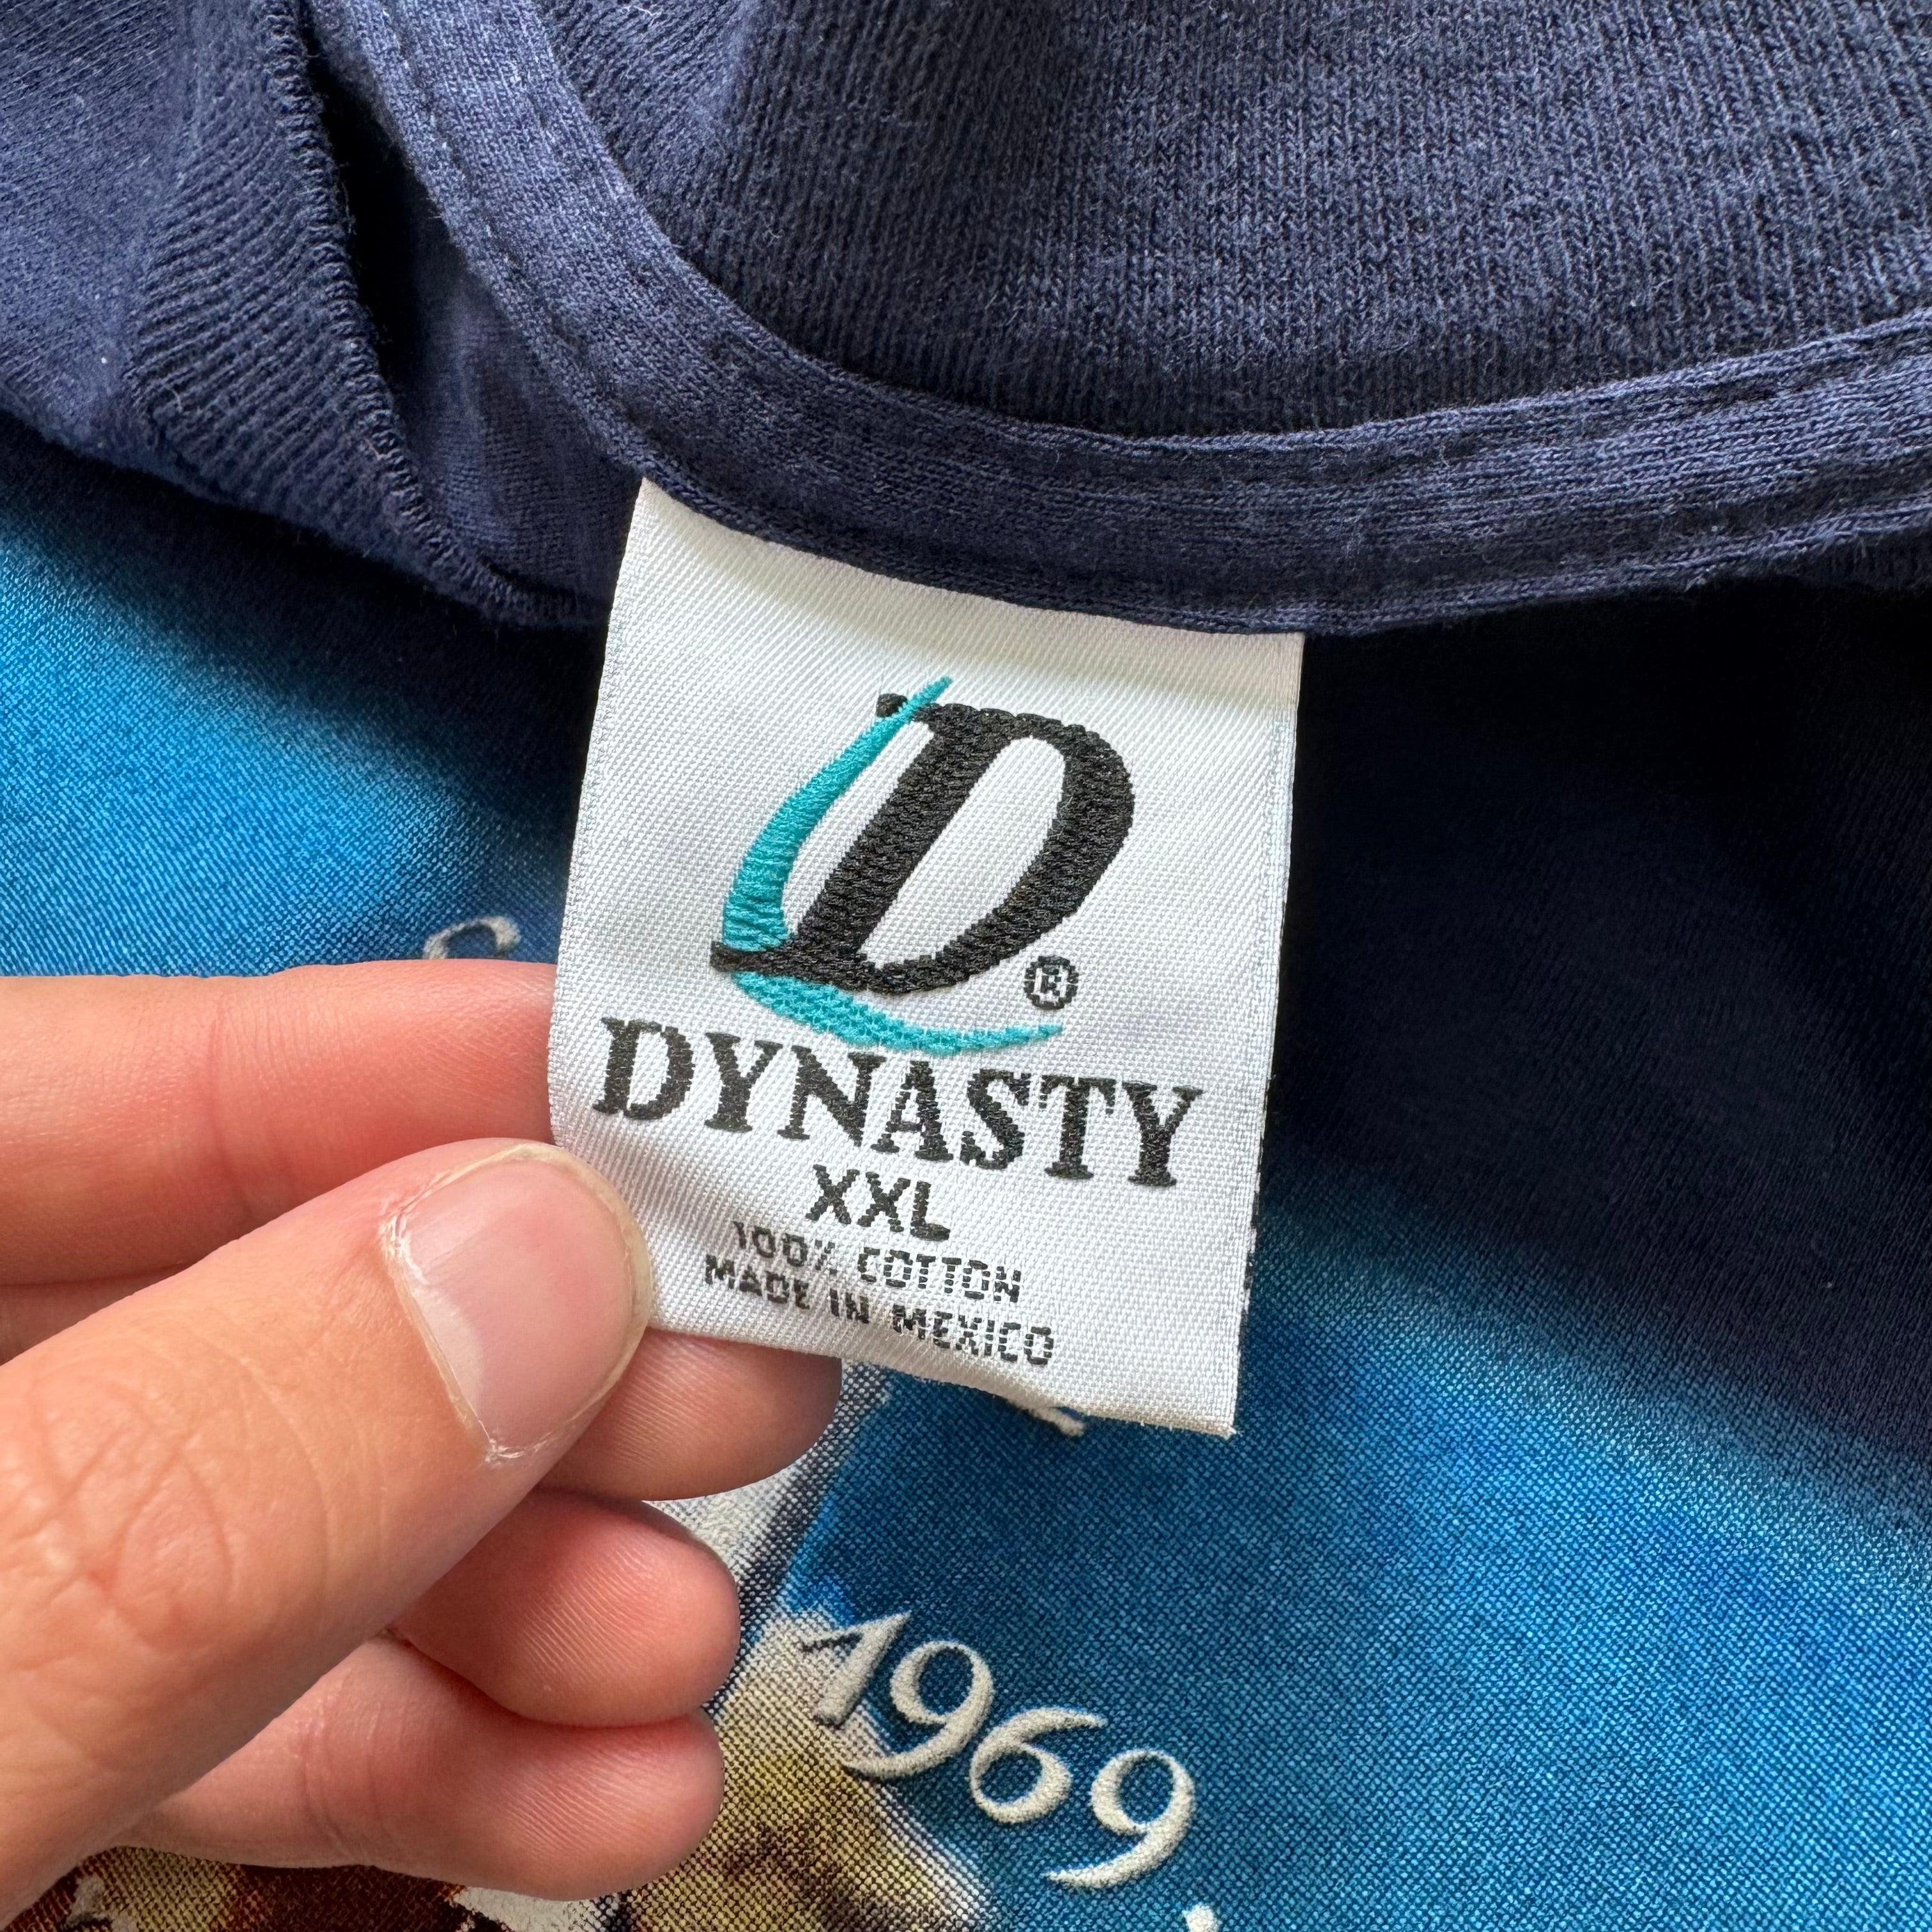 D®
DYNASTY
XXL
100% COTTON
MADE IN MEXICO
1969